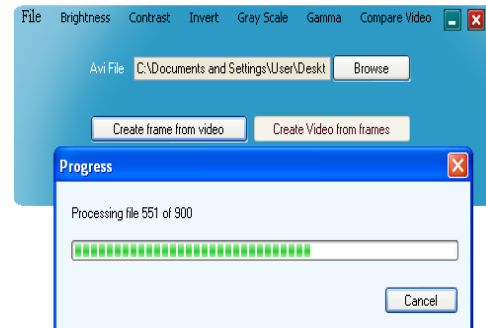 File Brightness Contrast Invert Gray Scale Gamma Compare Video
Avi File C:\Documents and Settings\User\Deskt Browse
Create frame from video Create Video from frames
Progress
Processing file 551 of 900
Cancel